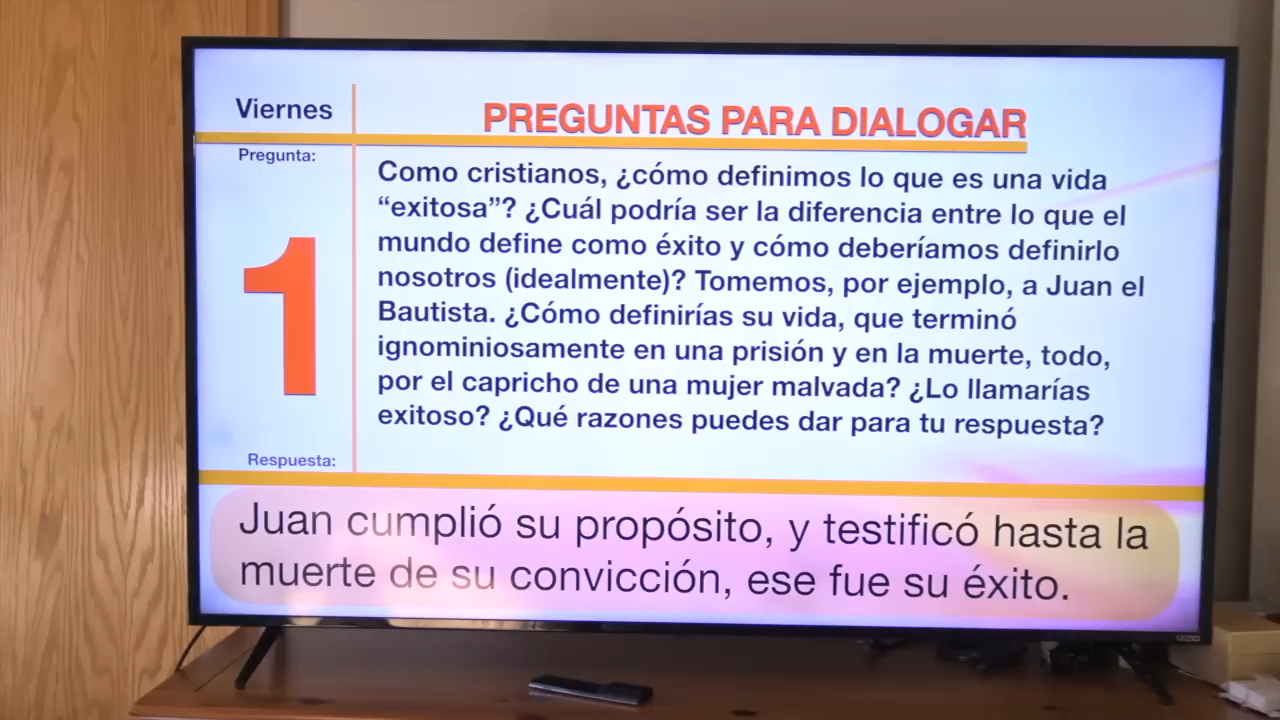 Viernes
PREGUNTAS PARA DIALOGAR
Pregunta:
1
Como cristianos, ¿cómo definimos lo que es una vida
“exitosa”? ¿Cuál podría ser la diferencia entre lo que el
mundo define como éxito y cómo deberíamos definirlo
nosotros (idealmente)? Tomemos, por ejemplo, a Juan el
Bautista. ¿Cómo definirías su vida, que terminó
ignominiosamente en una prisión y en la muerte, todo,
por el capricho de una mujer malvada? ¿Lo llamarías
exitoso? ¿Qué razones puedes dar para tu respuesta?
Respuesta:
Juan cumplió su propósito, y testificó hasta la
muerte de su convicción, ese fue su éxito.
VIZIO